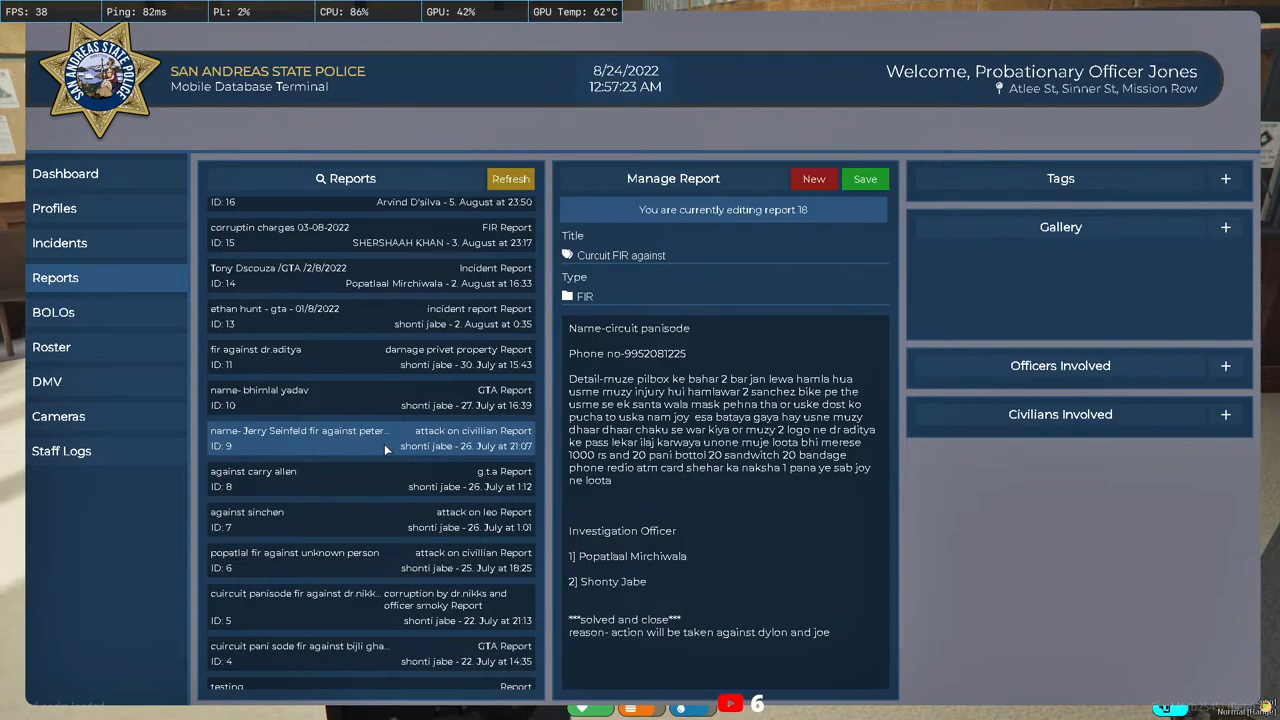 FPS: 38
Ping: 82ms
PL: 2%
CPU: 86%
GPU: 42%
GPU Temp: 62°C
SAN ANDREAS STATE POLICE
SAN ANDREAS STATE POLICE
Mobile Database Terminal
8/24/2022
12:57:23 AM
Welcome, Probationary Officer Jones
Atlee St, Sinner St, Mission Row
Dashboard
Profiles
Incidents
Reports
BOLOs
Roster
DMV
Cameras
Staff Logs
Reports
Refresh
ID: 16 Arvind D'silva - 5. August at 23:50
corruptin charges 03-08-2022 FIR Report
ID: 15 SHERSHAAH KHAN - 3. August at 23:17
Tony Dscouza /GTA /2/8/2022 Incident Report
ID: 14 Popatlaal Mirchiwala - 2. August at 16:33
ethan hunt - gta - 01/8/2022 incident report Report
ID: 13 shonti jabe - 2. August at 0:35
fir against dr.aditya damage privet property Report
ID: 11 shonti jabe - 30. July at 15:43
name- bhimlal yadav GTA Report
ID: 10 shonti jabe - 27. July at 16:39
name- Jerry Seinfeld fir against peter... attack on civillian Report
ID: 9 shonti jabe - 26. July at 21:07
against carry allen g.t.a Report
ID: 8 shonti jabe - 26. July at 1:12
against sinchen attack on leo Report
ID: 7 shonti jabe - 26. July at 1:01
popatlal fir against unknown person attack on civillian Report
ID: 6 shonti jabe - 25. July at 18:25
cuircuit panisode fir against dr.nikk... corruption by dr.nikks and
officer smoky Report
ID: 5 shonti jabe - 22. July at 21:13
cuircuit pani sode fir against bijli gha... GTA Report
ID: 4 shonti jabe - 22. July at 14:35
testing Report
Manage Report
New
Save
You are currently editing report 18
Title
Curcuit FIR against
Type
FIR
Name-circuit panisode
Phone no-9952081225
Detail-muze pilbox ke bahar 2 bar jan lewa hamla hua
usme muzy injury hui hamlawar 2 sanchez bike pe the
usme se ek santa wala mask pehna tha or uske dost ko
pucha to uska nam joy esa bataya gaya hay usne muzy
dhaar dhaar chaku se war kiya or muzy 2 logo ne dr aditya
ke pass lekar ilaj karwaya unone muje loota bhi merese
1000 rs and 20 pani bottol 20 sandwitch 20 bandage
phone redio atm card shehar ka naksha 1 pana ye sab joy
ne loota
Investigation Officer
1] Popatlaal Mirchiwala
2] Shonty Jabe
***solved and close***
reason- action will be taken against dylon and joe
Tags +
Gallery +
Officers Involved +
Civilians Involved +
6